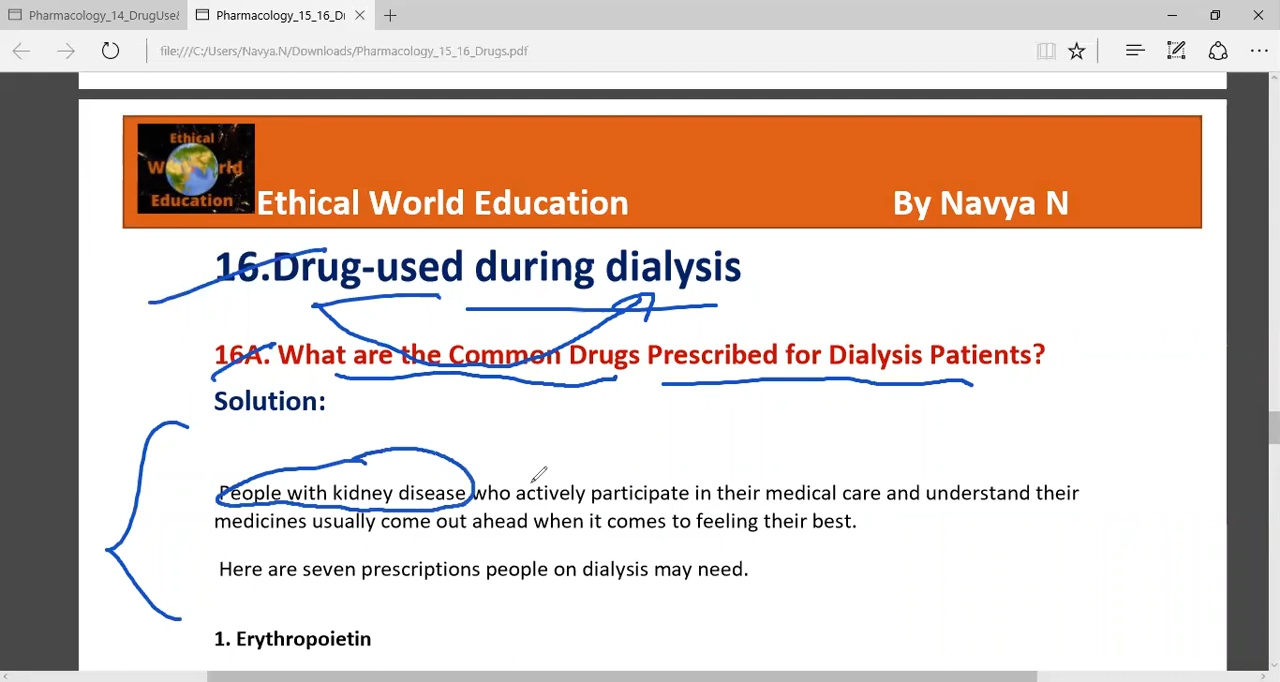 Pharmacology_14_DrugUse&
Pharmacology_15_16_Di
file:///C:/Users/Navya.N/Downloads/Pharmacology_15_16_Drugs.pdf
Ethical
World
Education
Ethical World Education By Navya N
16.Drug-used during dialysis
16A. What are the Common Drugs Prescribed for Dialysis Patients?
Solution:
People with kidney disease who actively participate in their medical care and understand their
medicines usually come out ahead when it comes to feeling their best.
Here are seven prescriptions people on dialysis may need.
1. Erythropoietin